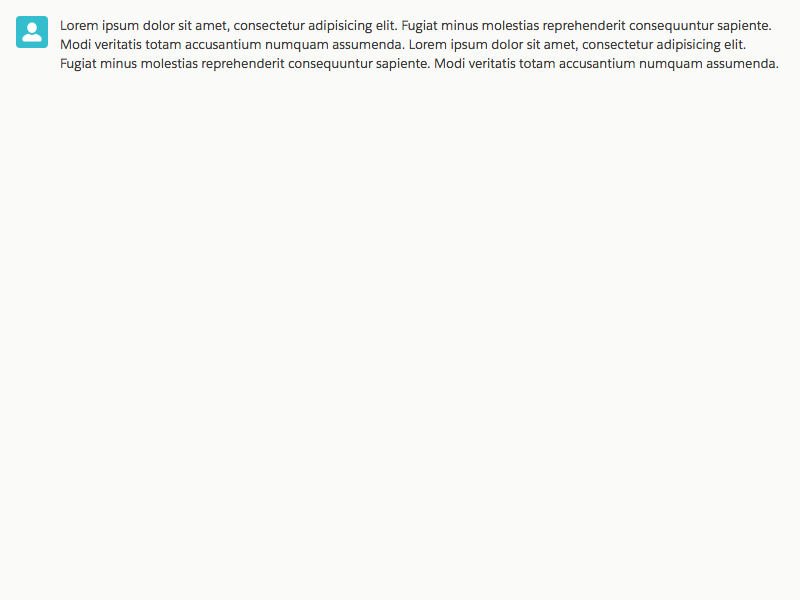 Lorem ipsum dolor sit amet, consectetur adipisicing elit. Fugiat minus molestias reprehenderit consequuntur sapiente.
Modi veritatis totam accusantium numquam assumenda. Lorem ipsum dolor sit amet, consectetur adipisicing elit.
Fugiat minus molestias reprehenderit consequuntur sapiente. Modi veritatis totam accusantium numquam assumenda.